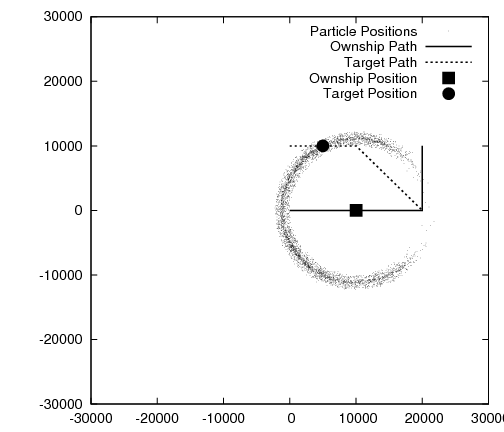 30000
20000
10000
0
-10000
-20000
-30000
-30000 -20000 -10000 0 10000 20000 3000
Particle Positions
Ownship Path
Target Path
Ownship Position
Target Position